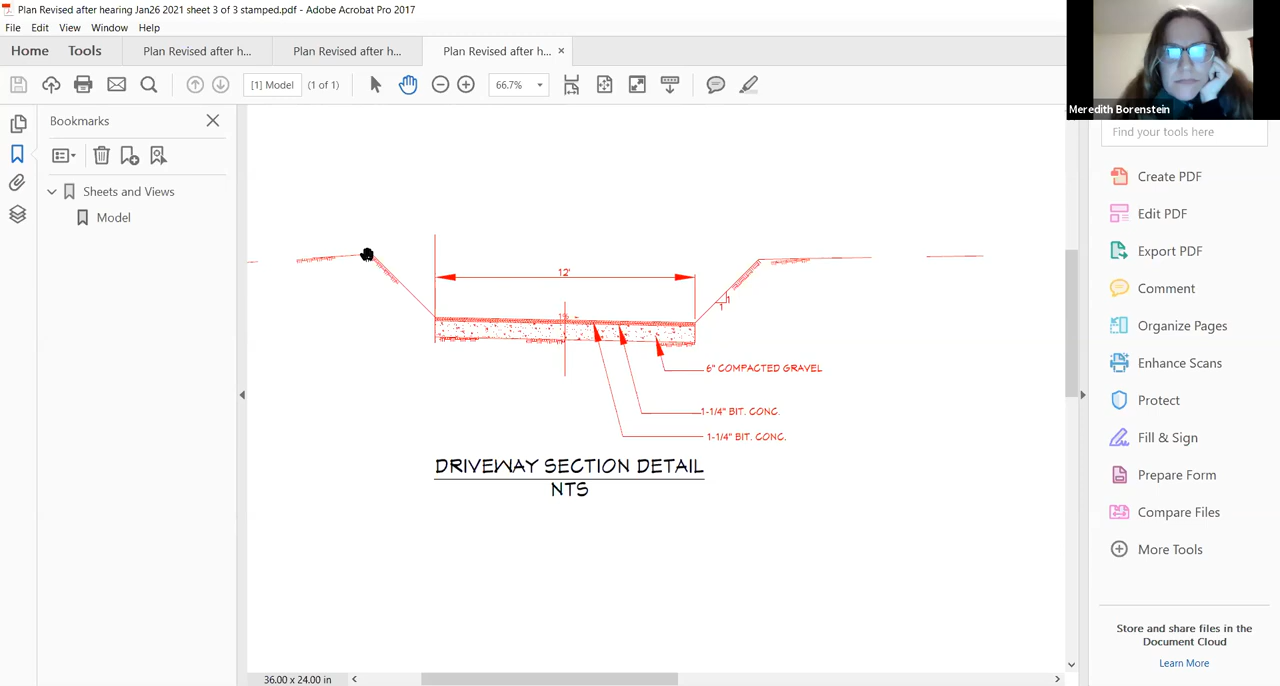 Plan Revised after hearing Jan26 2021 sheet 3 of 3 stamped.pdf - Adobe Acrobat Pro 2017
File Edit View Window Help
Home Tools Plan Revised after h... Plan Revised after h... Plan Revised after h... ×
[1] Model (1 of 1) 66.7%
Meredith Borenstein
Bookmarks
Sheets and Views
Model
Find your tools here
Create PDF
Edit PDF
Export PDF
Comment
Organize Pages
Enhance Scans
Protect
Fill & Sign
Prepare Form
Compare Files
More Tools
Store and share files in the
Document Cloud
Learn More
12'
1
1
6" COMPACTED GRAVEL
1-1/4" BIT. CONC.
1-1/4" BIT. CONC.
DRIVEWAY SECTION DETAIL
NTS
36.00 x 24.00 in